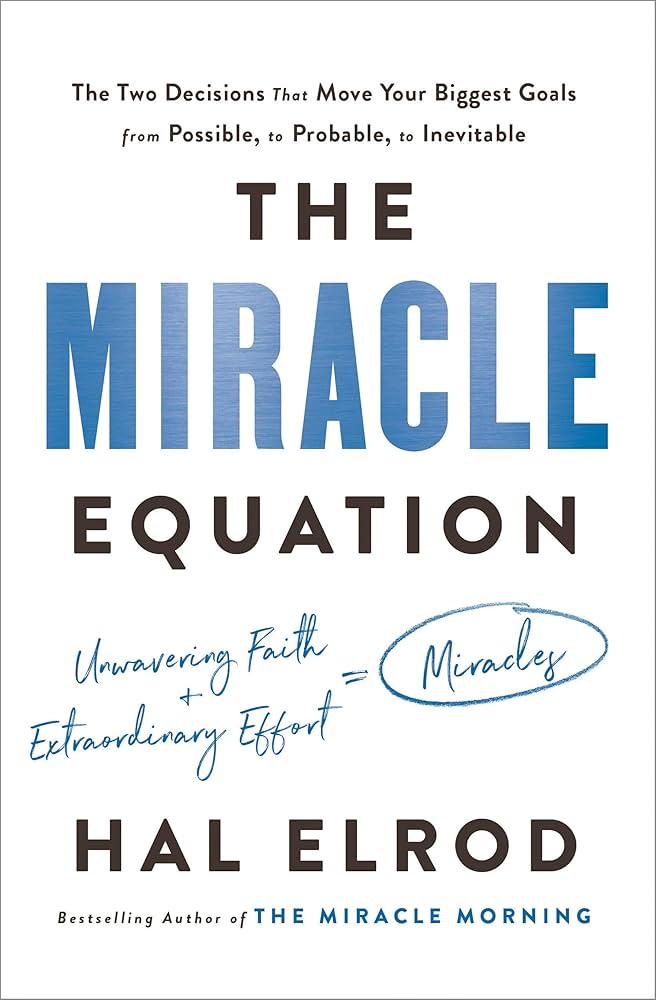 The Two Decisions That Move Your Biggest Goals
from Possible, to Probable, to Inevitable
THE
MIRACLE
EQUATION
Unwavering Faith
+
Extraordinary Effort
= Miracles
HAL ELROD
Bestselling Author of THE MIRACLE MORNING